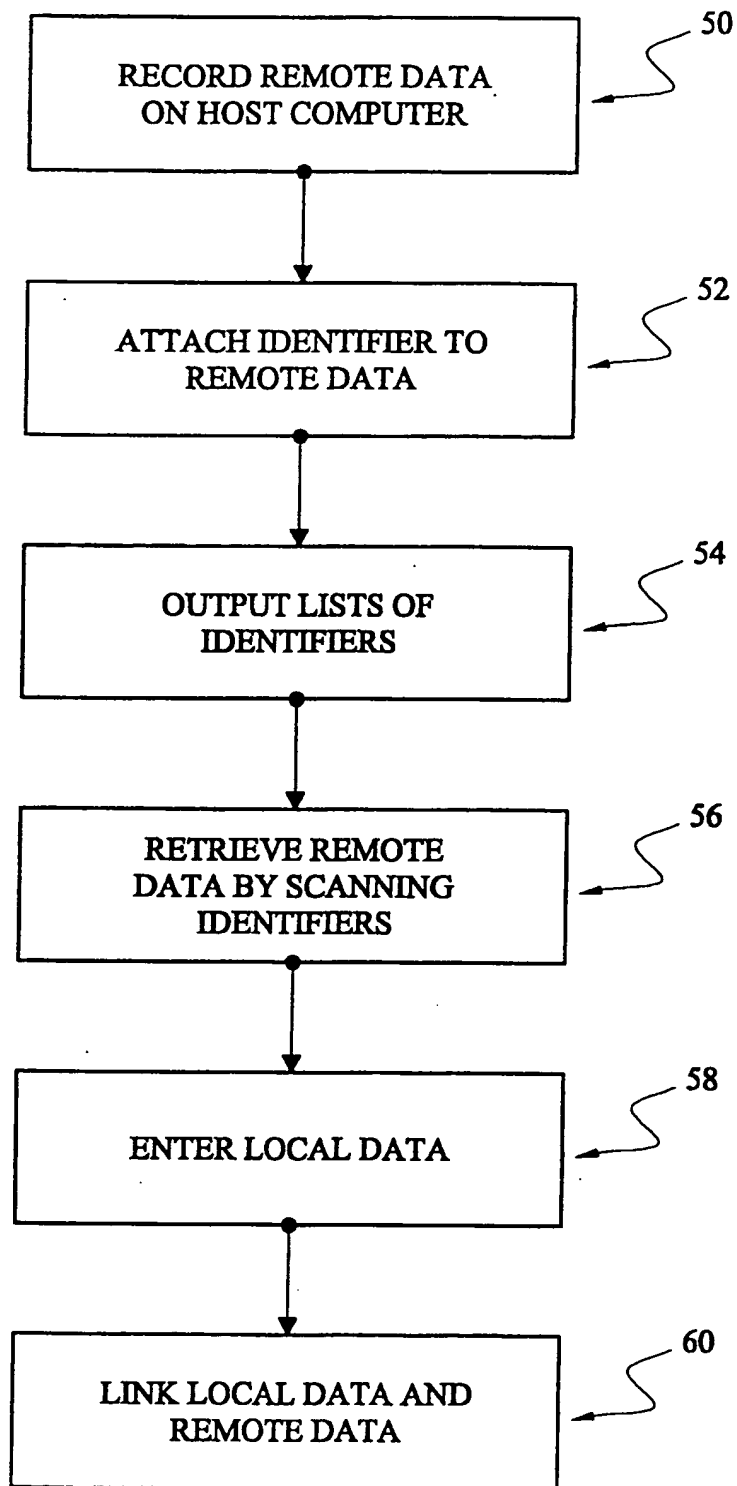 50
RECORD REMOTE DATA
ON HOST COMPUTER
52
ATTACH IDENTIFIER TO
REMOTE DATA
54
OUTPUT LISTS OF
IDENTIFIERS
56
RETRIEVE REMOTE
DATA BY SCANNING
IDENTIFIERS
58
ENTER LOCAL DATA
60
LINK LOCAL DATA AND
REMOTE DATA